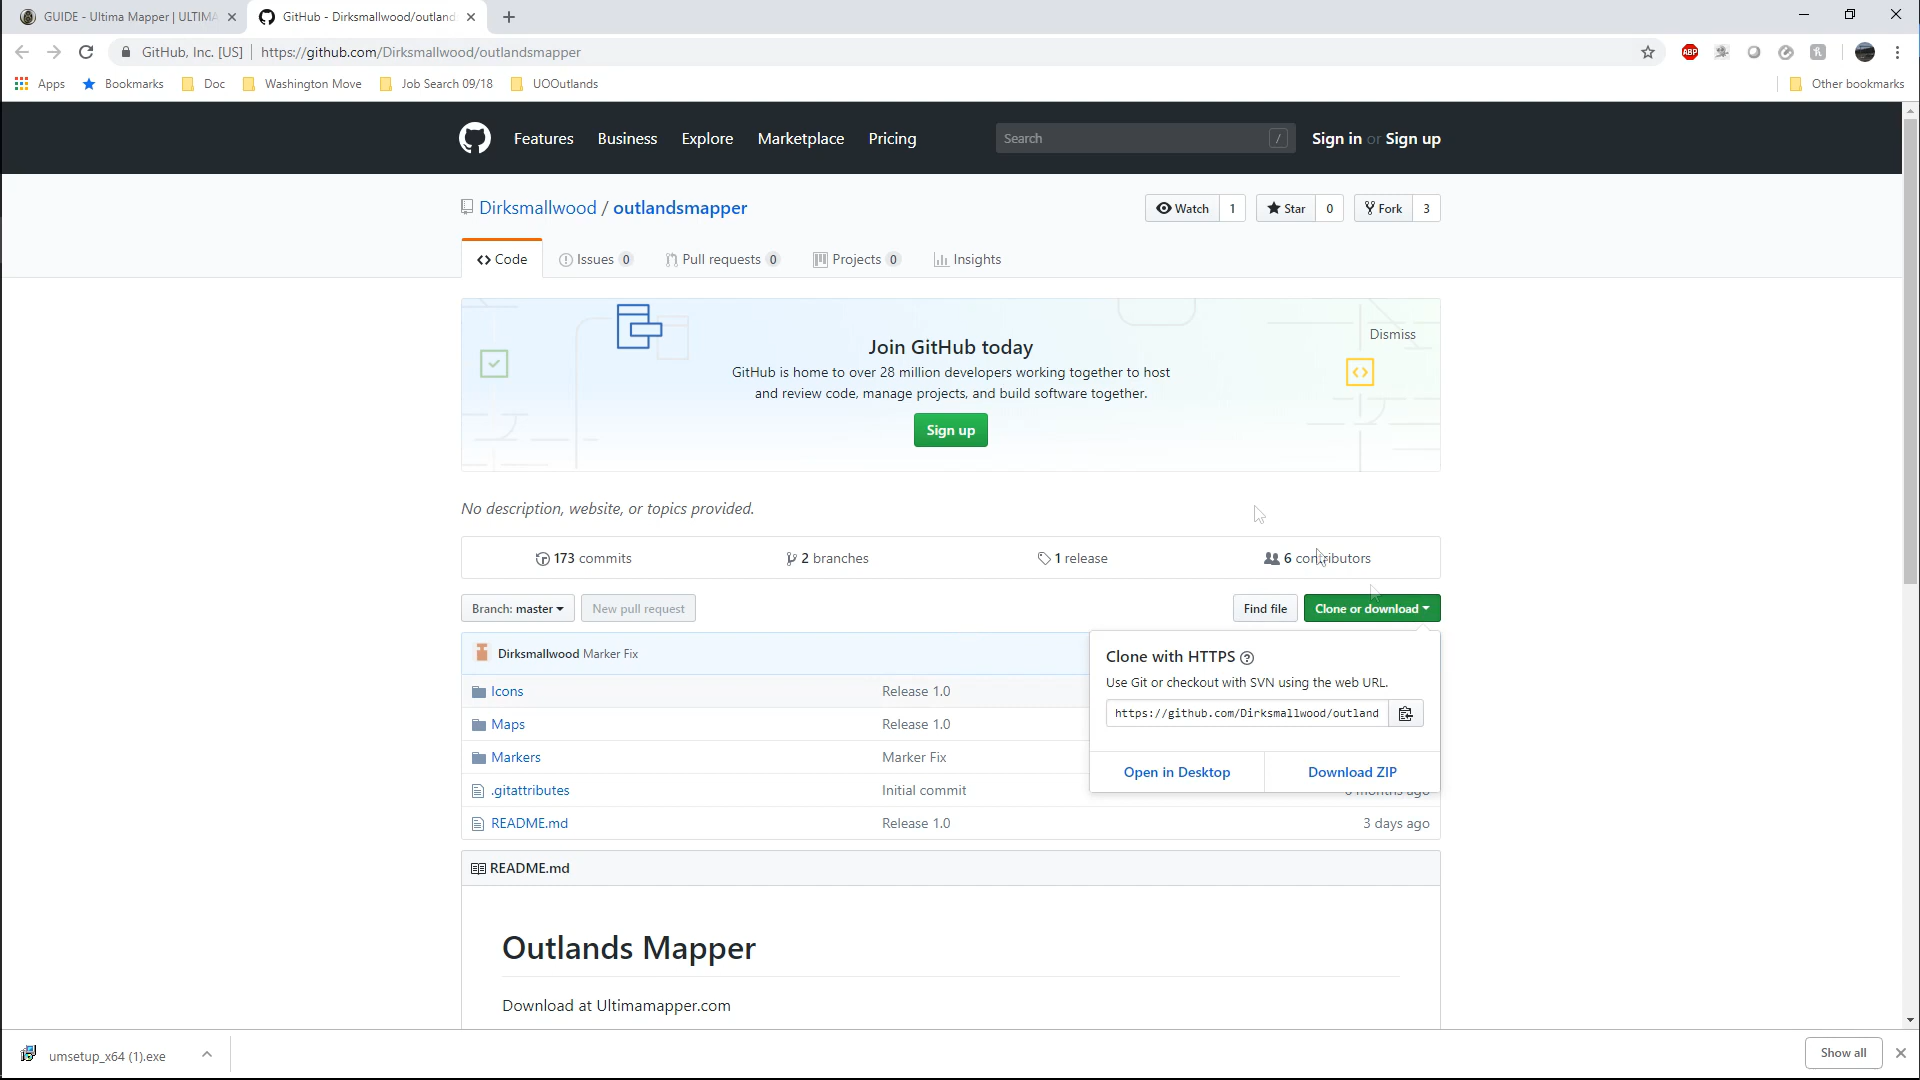 GUIDE - Ultima Mapper | ULTIMA
GitHub - Dirksmallwood/outland
GitHub, Inc. [US]
https://github.com/Dirksmallwood/outlandsmapper
ABP
Apps
Bookmarks
Doc
Washington Move
Job Search 09/18
UOOutlands
Other bookmarks
Features
Business
Explore
Marketplace
Pricing
Search
/
Sign in or Sign up
Dirksmallwood / outlandsmapper
Watch 1
Star 0
Fork 3
Code
Issues 0
Pull requests 0
Projects 0
Insights
Join GitHub today
Dismiss
GitHub is home to over 28 million developers working together to host
and review code, manage projects, and build software together.
Sign up
No description, website, or topics provided.
173 commits
2 branches
1 release
6 contributors
Branch: master
New pull request
Find file
Clone or download
Dirksmallwood Marker Fix
Icons Release 1.0
Maps Release 1.0
Markers Marker Fix
.gitattributes Initial commit
months ago
README.md Release 1.0 3 days ago
Clone with HTTPS
Use Git or checkout with SVN using the web URL.
https://github.com/Dirksmallwood/outland
Open in Desktop
Download ZIP
README.md
Outlands Mapper
Download at Ultimamapper.com
umsetup_x64 (1).exe
Show all